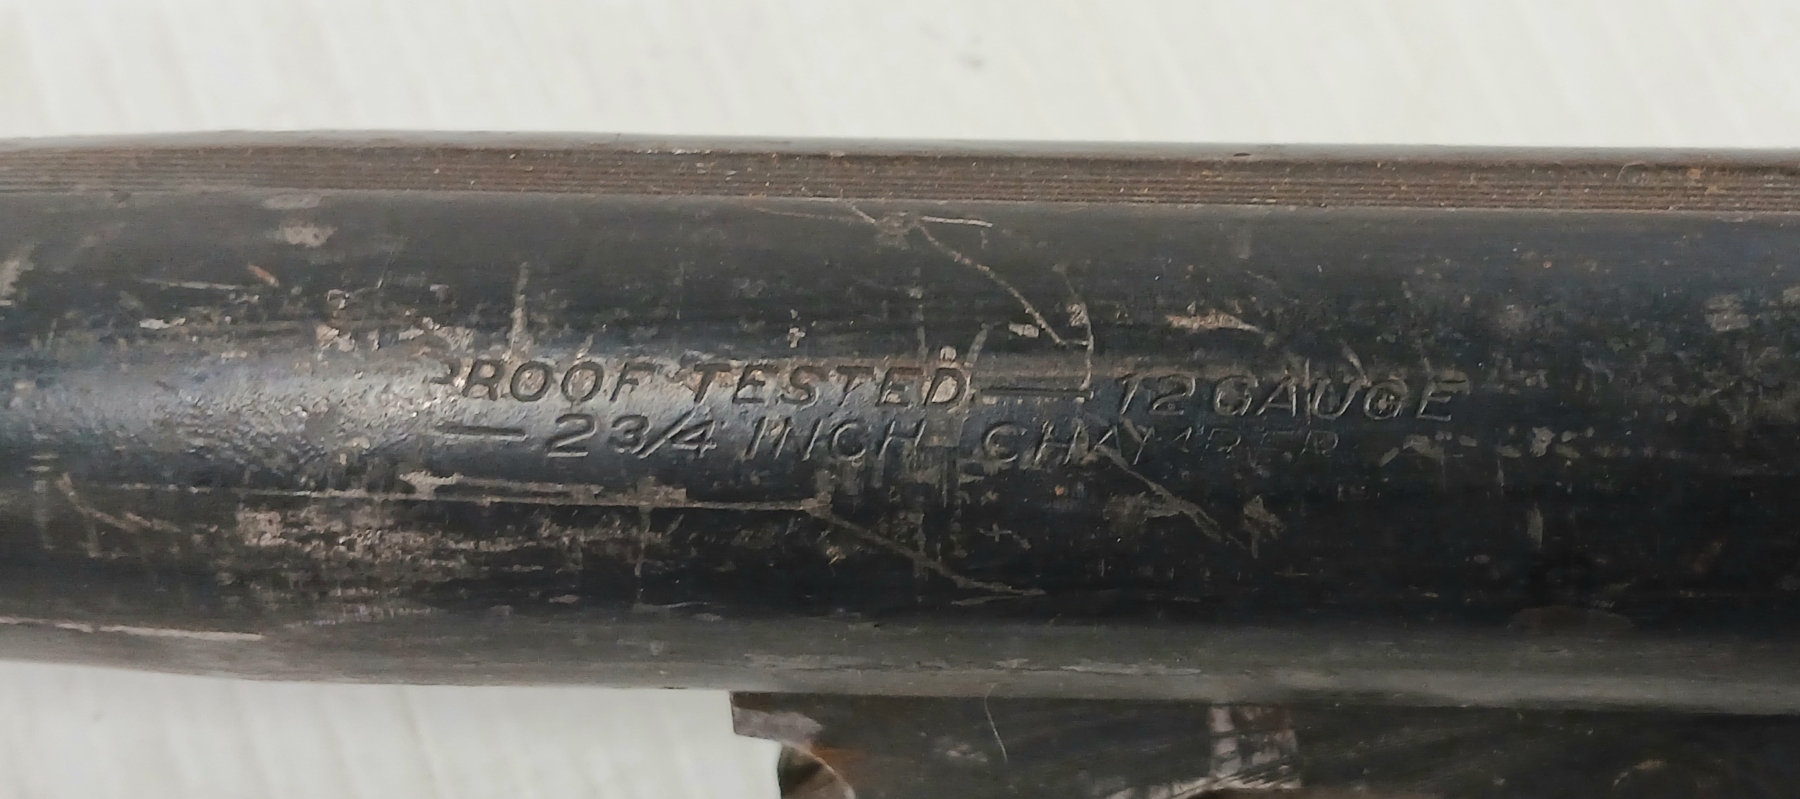 PROOF TESTED — 12 GAUGE
— 2 3/4 INCH CHAMBER